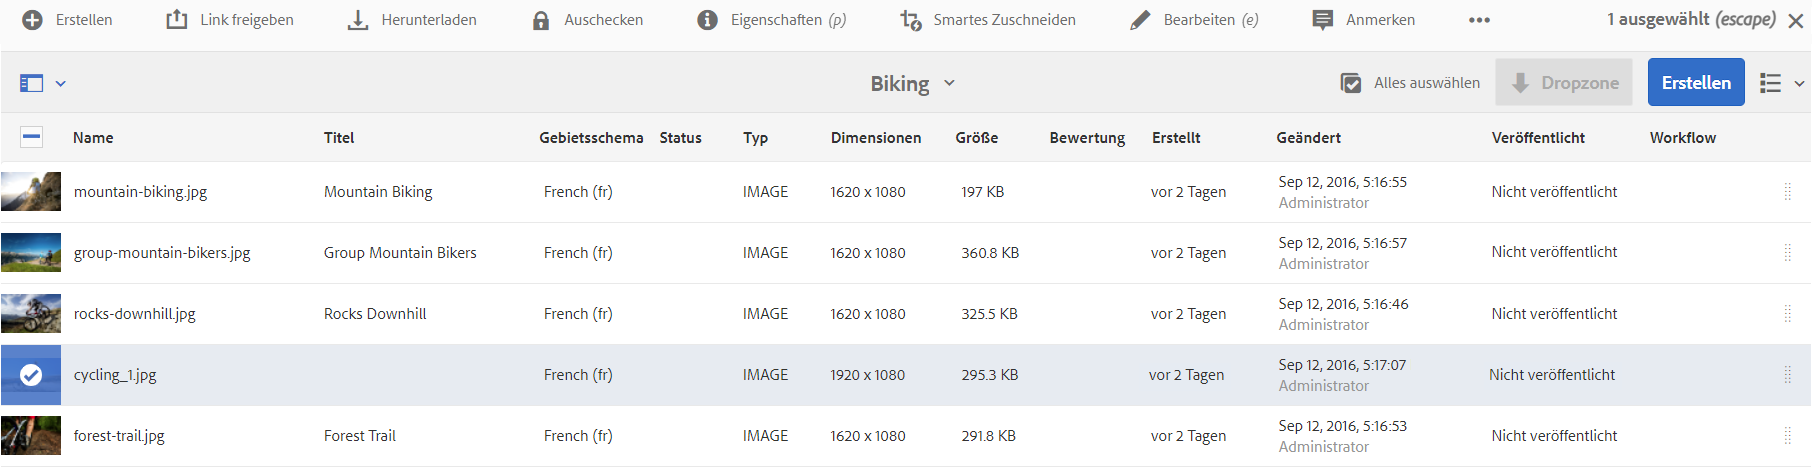 Erstellen Link freigeben Herunterladen Auschecken Eigenschaften (p) Smartes Zuschneiden Bearbeiten (e) Anmerken ••• 1 ausgewählt (escape)
Biking Alles auswählen Dropzone Erstellen
Name Titel Gebietsschema Status Typ Dimensionen Größe Bewertung Erstellt Geändert Veröffentlicht Workflow
mountain-biking.jpg Mountain Biking French (fr) IMAGE 1620 x 1080 197 KB vor 2 Tagen Sep 12, 2016, 5:16:55 Nicht veröffentlicht
Administrator
group-mountain-bikers.jpg Group Mountain Bikers French (fr) IMAGE 1620 x 1080 360.8 KB vor 2 Tagen Sep 12, 2016, 5:16:57 Nicht veröffentlicht
Administrator
rocks-downhill.jpg Rocks Downhill French (fr) IMAGE 1620 x 1080 325.5 KB vor 2 Tagen Sep 12, 2016, 5:16:46 Nicht veröffentlicht
Administrator
cycling_1.jpg French (fr) IMAGE 1920 x 1080 295.3 KB vor 2 Tagen Sep 12, 2016, 5:17:07 Nicht veröffentlicht
Administrator
forest-trail.jpg Forest Trail French (fr) IMAGE 1620 x 1080 291.8 KB vor 2 Tagen Sep 12, 2016, 5:16:53 Nicht veröffentlicht
Administrator